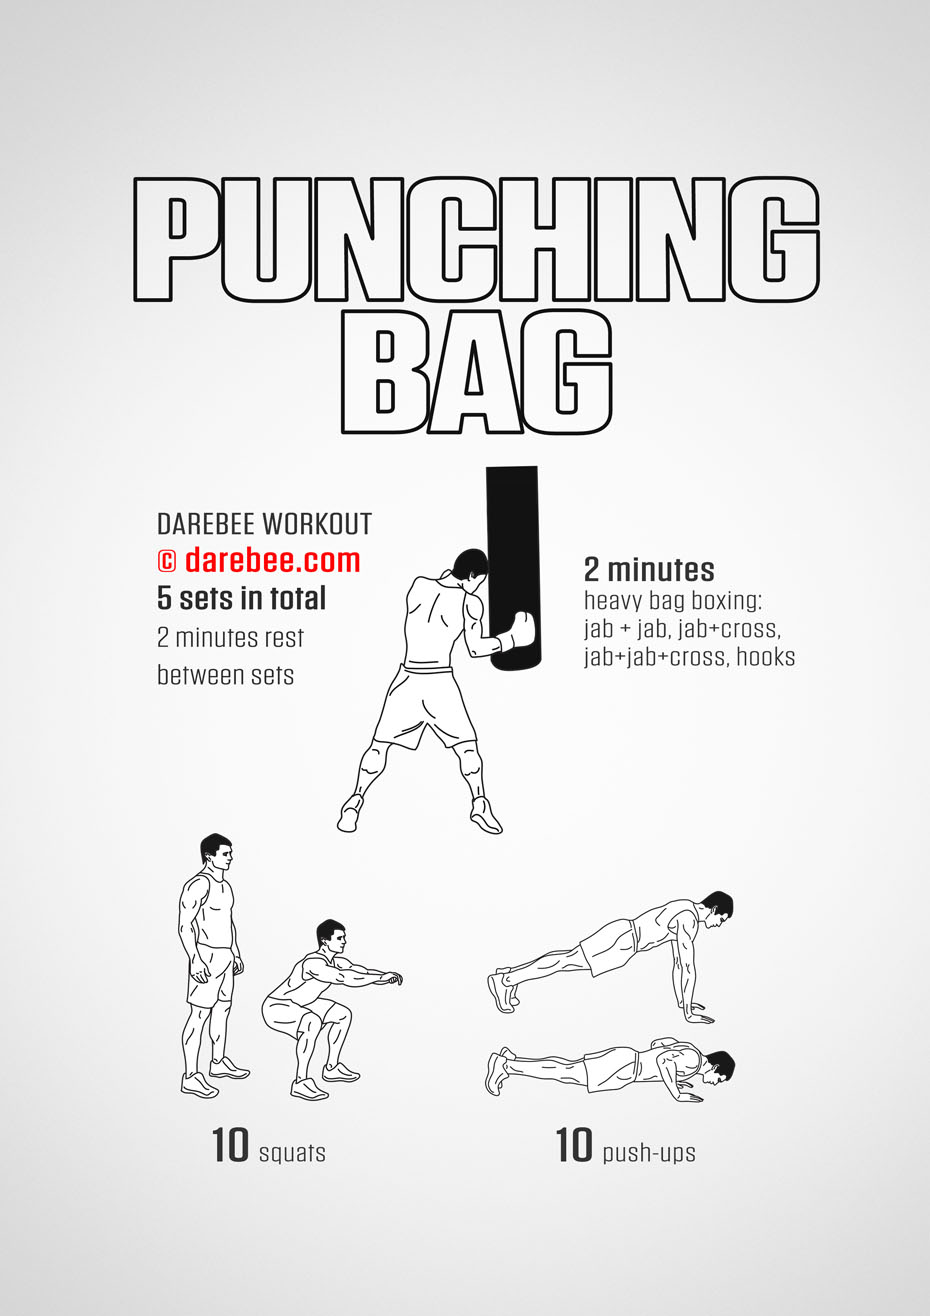 PUNCHING
BAG
DAREBEE WORKOUT
© darebee.com
5 sets in total
2 minutes rest
between sets
2 minutes
heavy bag boxing:
jab + jab, jab+cross,
jab+jab+cross, hooks
10 squats
10 push-ups